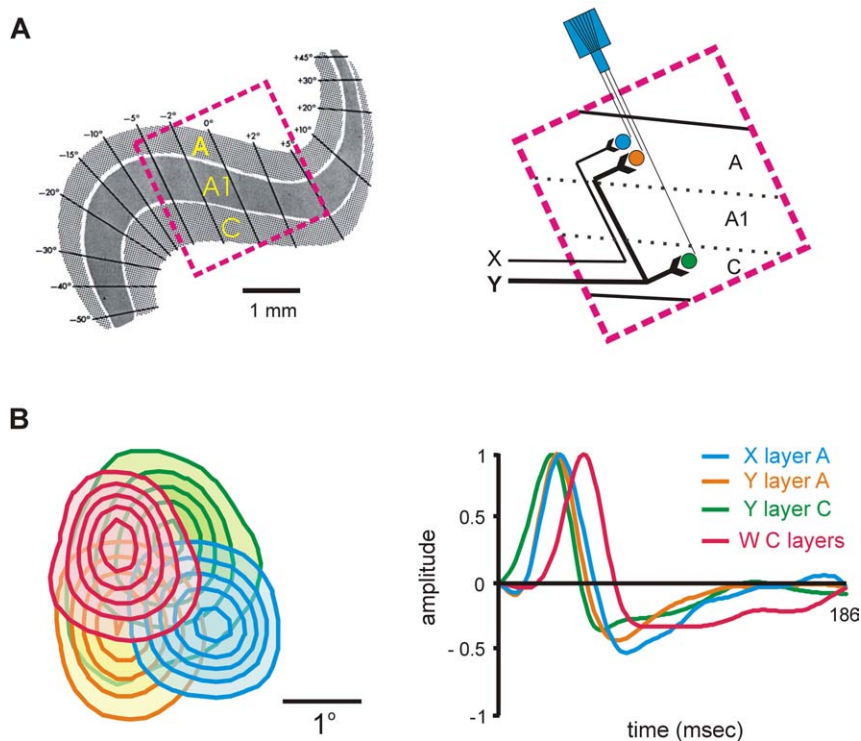 A
+45°
+30°
+20°
+10°
+5
+2°
0°
-2°
-5°
-10°
-15°
-20°
-30°
-40°
-50°
A
A1
C
1 mm
A
A1
C
X
Y
B
1°
amplitude
1
0.5
0
- 0.5
-1
186
time (msec)
X layer A
Y layer A
Y layer C
W C layers